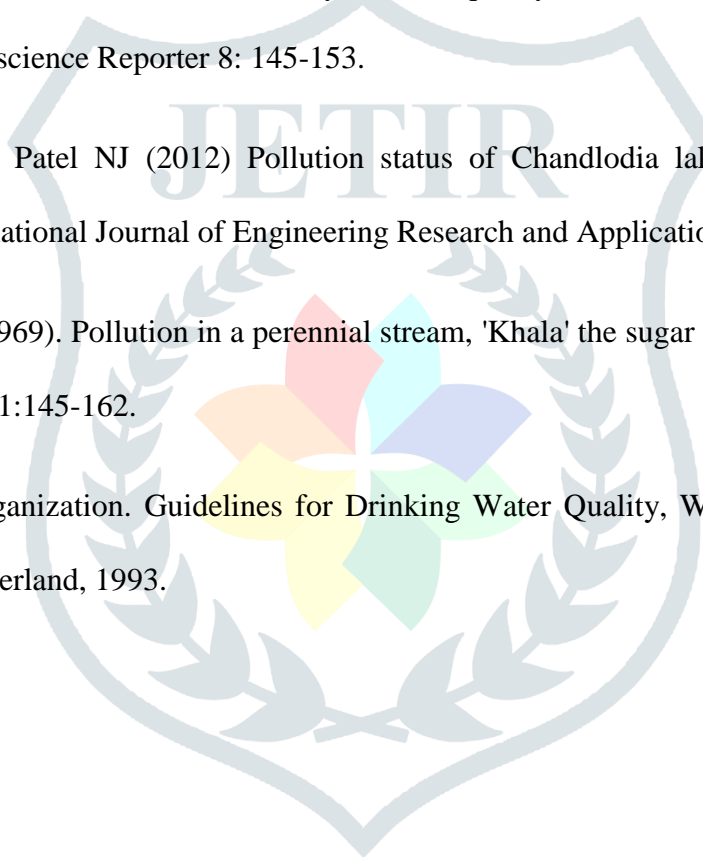 science Reporter 8: 145-153.
JETIR
Patel NJ (2012) Pollution status of Chandlodia
ational Journal of Engineering Research and
969). Pollution in a perennial stream, 'Khala' the sugar
1:145-162.
ganization. Guidelines for Drinking Water Quality,
erland, 1993.